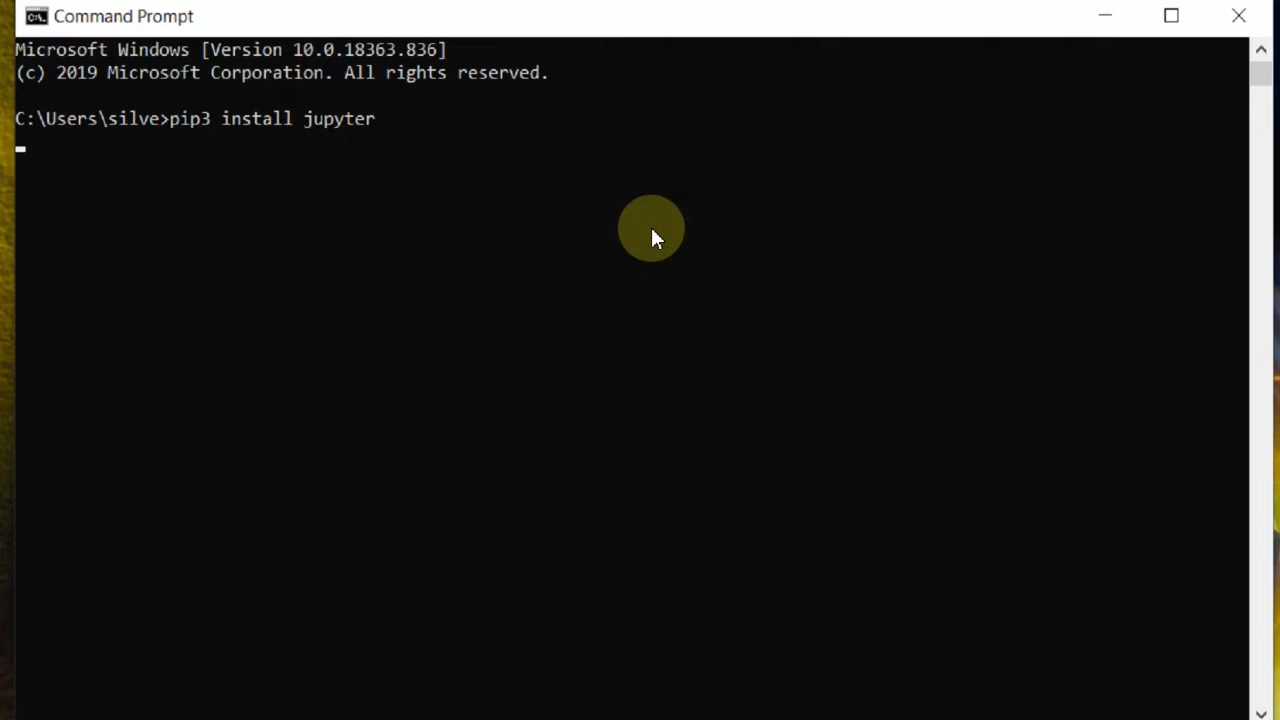 Command Prompt
Microsoft Windows [Version 10.0.18363.836]
(c) 2019 Microsoft Corporation. All rights reserved.
C:\Users\silve>pip3 install jupyter